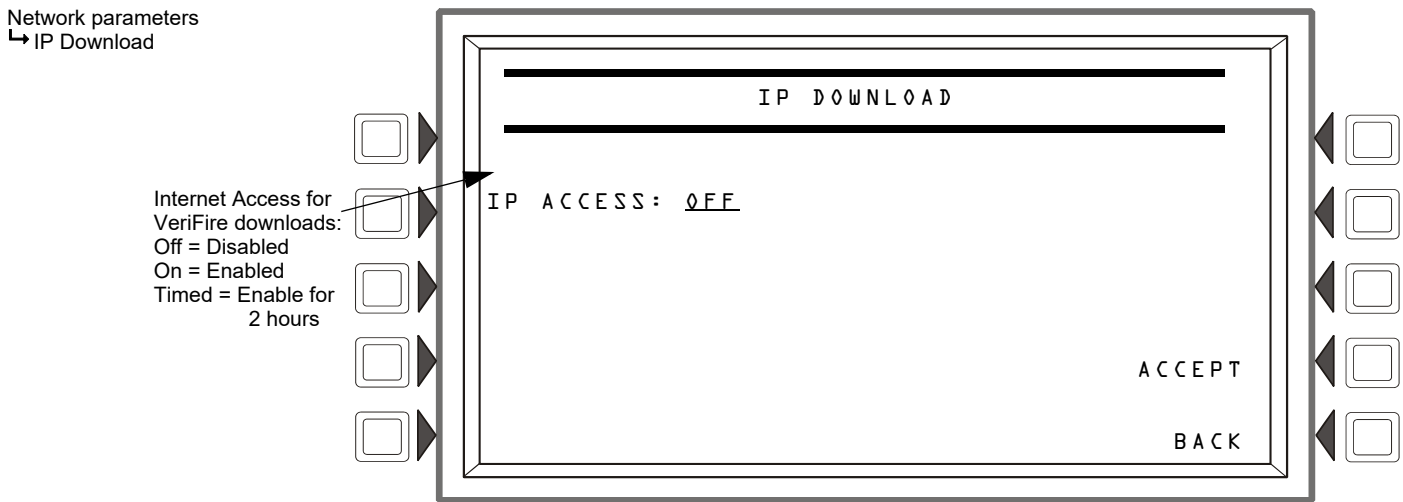 Network parameters
IP Download
IP DOWNLOAD
Internet Access for
VeriFire downloads:
Off = Disabled
On = Enabled
Timed = Enable for
2 hours
IP ACCESS: OFF
ACCEPT
BACK